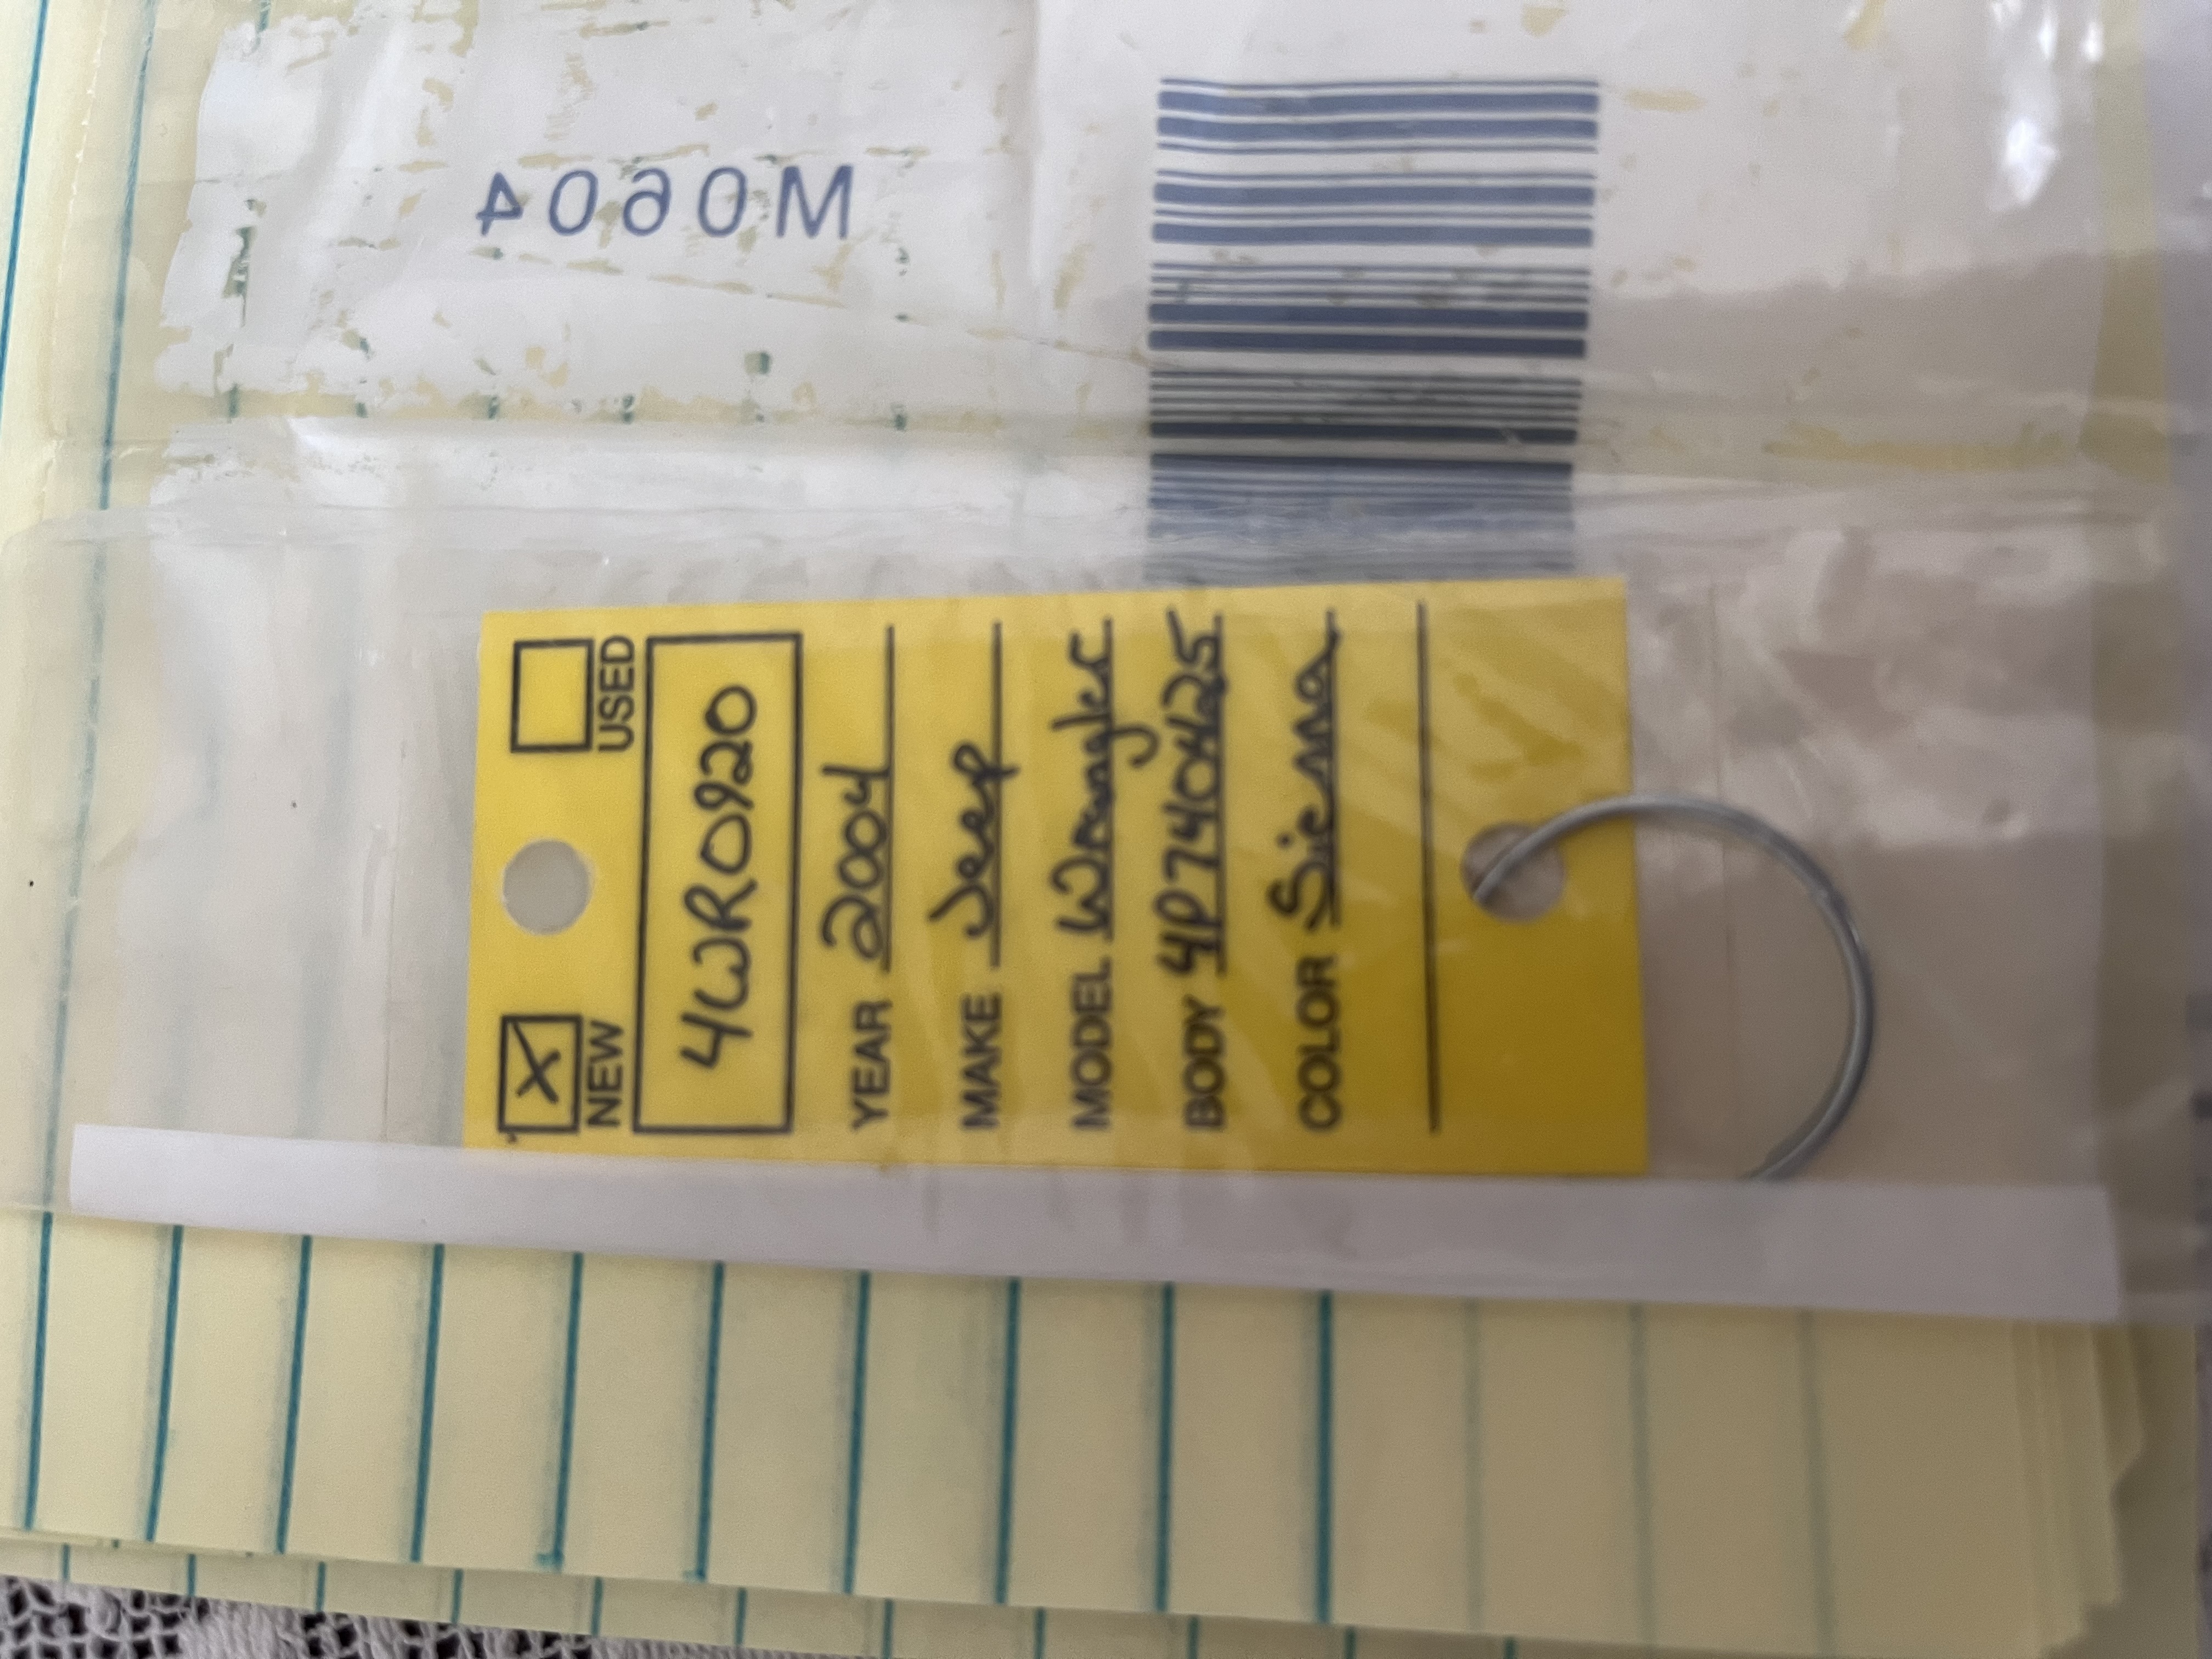 M0604
NEW USED
4WR0920
YEAR 2004
MAKE Jeep
MODEL Wrangler
BODY 4P740425
COLOR Sienna